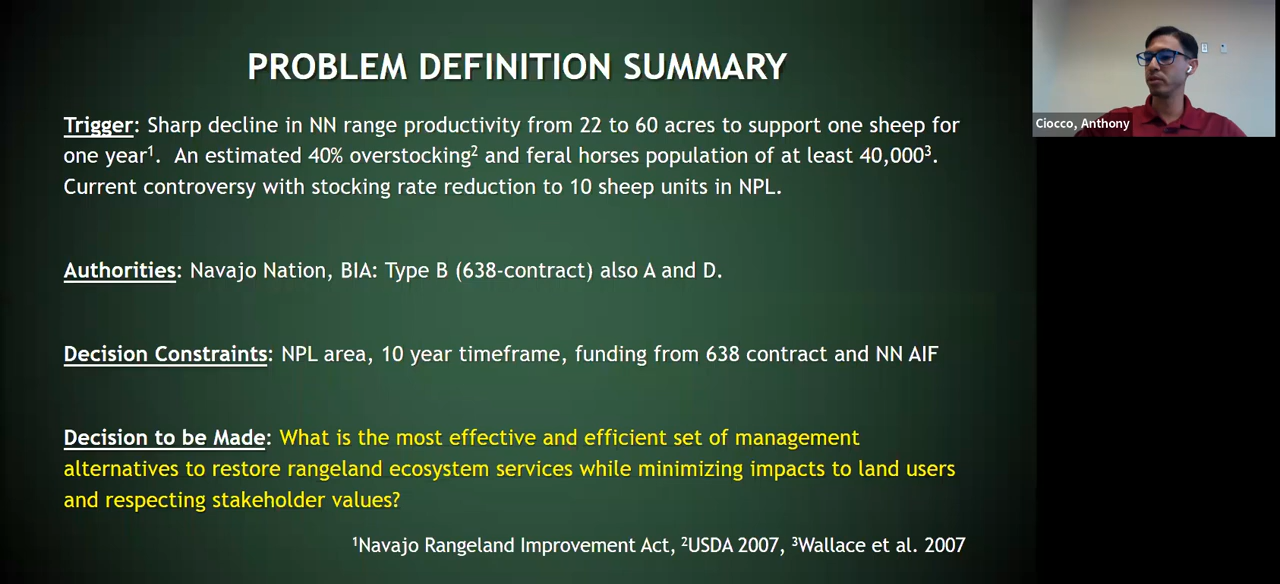 PROBLEM DEFINITION SUMMARY
Ciocco, Anthony
Trigger: Sharp decline in NN range productivity from 22 to 60 acres to support one sheep for
one year¹. An estimated 40% overstocking² and feral horses population of at least 40,000³.
Current controversy with stocking rate reduction to 10 sheep units in NPL.
Authorities: Navajo Nation, BIA: Type B (638-contract) also A and D.
Decision Constraints: NPL area, 10 year timeframe, funding from 638 contract and NN AIF
Decision to be Made: What is the most effective and efficient set of management
alternatives to restore rangeland ecosystem services while minimizing impacts to land users
and respecting stakeholder values?
¹Navajo Rangeland Improvement Act, ²USDA 2007, ³Wallace et al. 2007